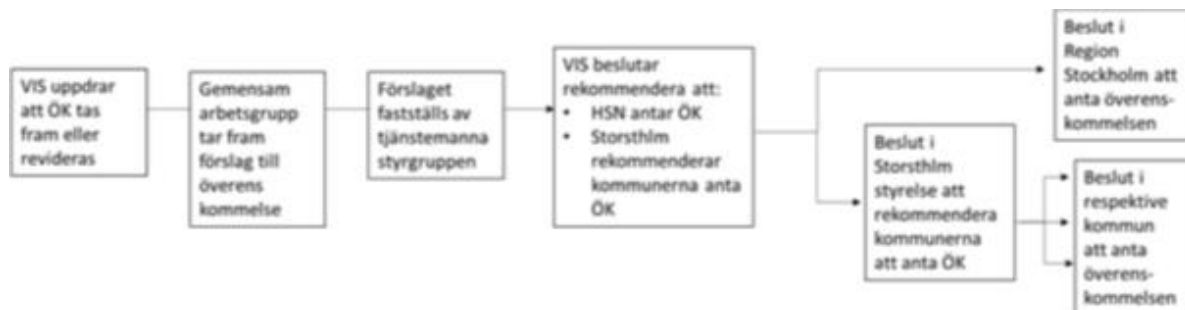 VIS uppdrar
att ÖK tas
fram eller
revideras
Gemensam
arbetsgrupp
tar fram
förslag till
överens
kommelse
Förslaget
fastställs av
tjänstemanna
styrgruppen
VIS beslutar
rekommendera att:
• HSN antar ÖK
• Storsthlm
rekommenderar
kommunerna anta
ÖK
Beslut i
Region
Stockholm att
anta överens-
kommelsen
Beslut i
Storsthlm
styrelse att
rekommendera
kommunerna
att anta ÖK
Beslut i
respektive
kommun
att anta
överens-
kommelsen